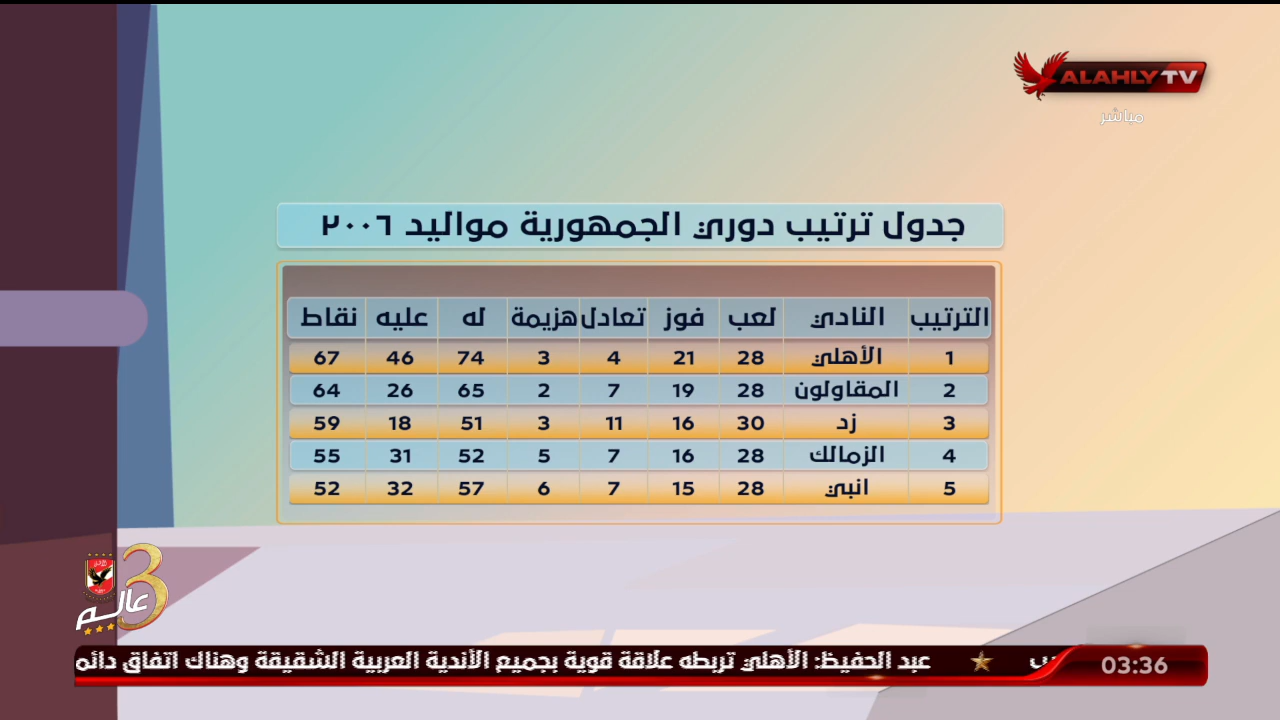 ALAHLY TV
مباشر
جدول ترتيب دوري الجمهورية مواليد ٢٠٠٦
الترتيب النادي لعب فوز تعادل هزيمة له عليه نقاط
1 الأهلي 28 21 4 3 74 46 67
2 المقاولون 28 19 7 2 65 26 64
3 زد 30 16 11 3 51 18 59
4 الزمالك 28 16 7 5 52 31 55
5 انبي 28 15 7 6 57 32 52
3 عالم
عبد الحفيظ: الأهلي تربطه علاقة قوية بجميع الأندية العربية الشقيقة وهناك اتفاق دائم
03:36